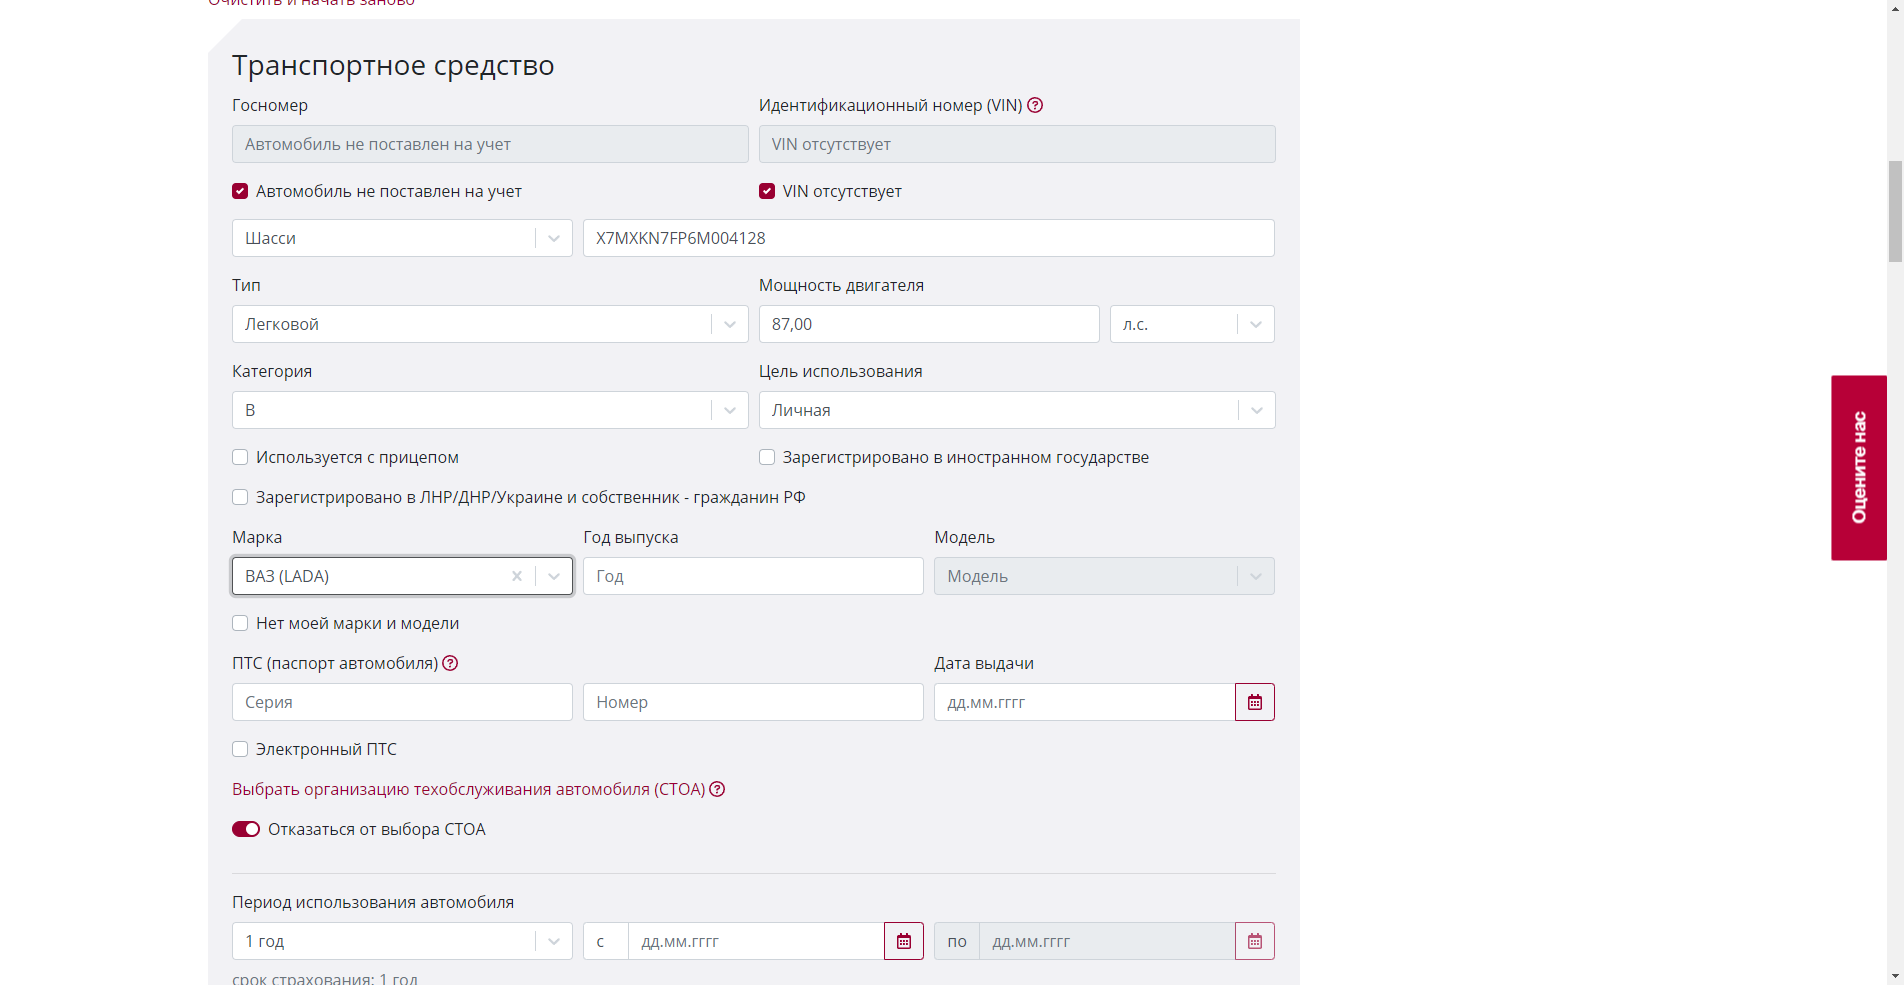 Очистить и начать заново
Транспортное средство
Госномер
Идентификационный номер (VIN)
Автомобиль не поставлен на учет
VIN отсутствует
Автомобиль не поставлен на учет
VIN отсутствует
Шасси
X7MXKN7FP6M004128
Тип
Мощность двигателя
Легковой
87,00
л.с.
Категория
Цель использования
B
Личная
Используется с прицепом
Зарегистрировано в иностранном государстве
Зарегистрировано в ЛНР/ДНР/Украине и собственник - гражданин РФ
Марка
Год выпуска
Модель
ВАЗ (LADA)
Год
Модель
Нет моей марки и модели
ПТС (паспорт автомобиля)
Дата выдачи
Серия
Номер
дд.мм.гггг
Электронный ПТС
Выбрать организацию техобслуживания автомобиля (СТОА)
Отказаться от выбора СТОА
Период использования автомобиля
1 год
с
дд.мм.гггг
по
дд.мм.гггг
срок страхования: 1 год
Оцените нас